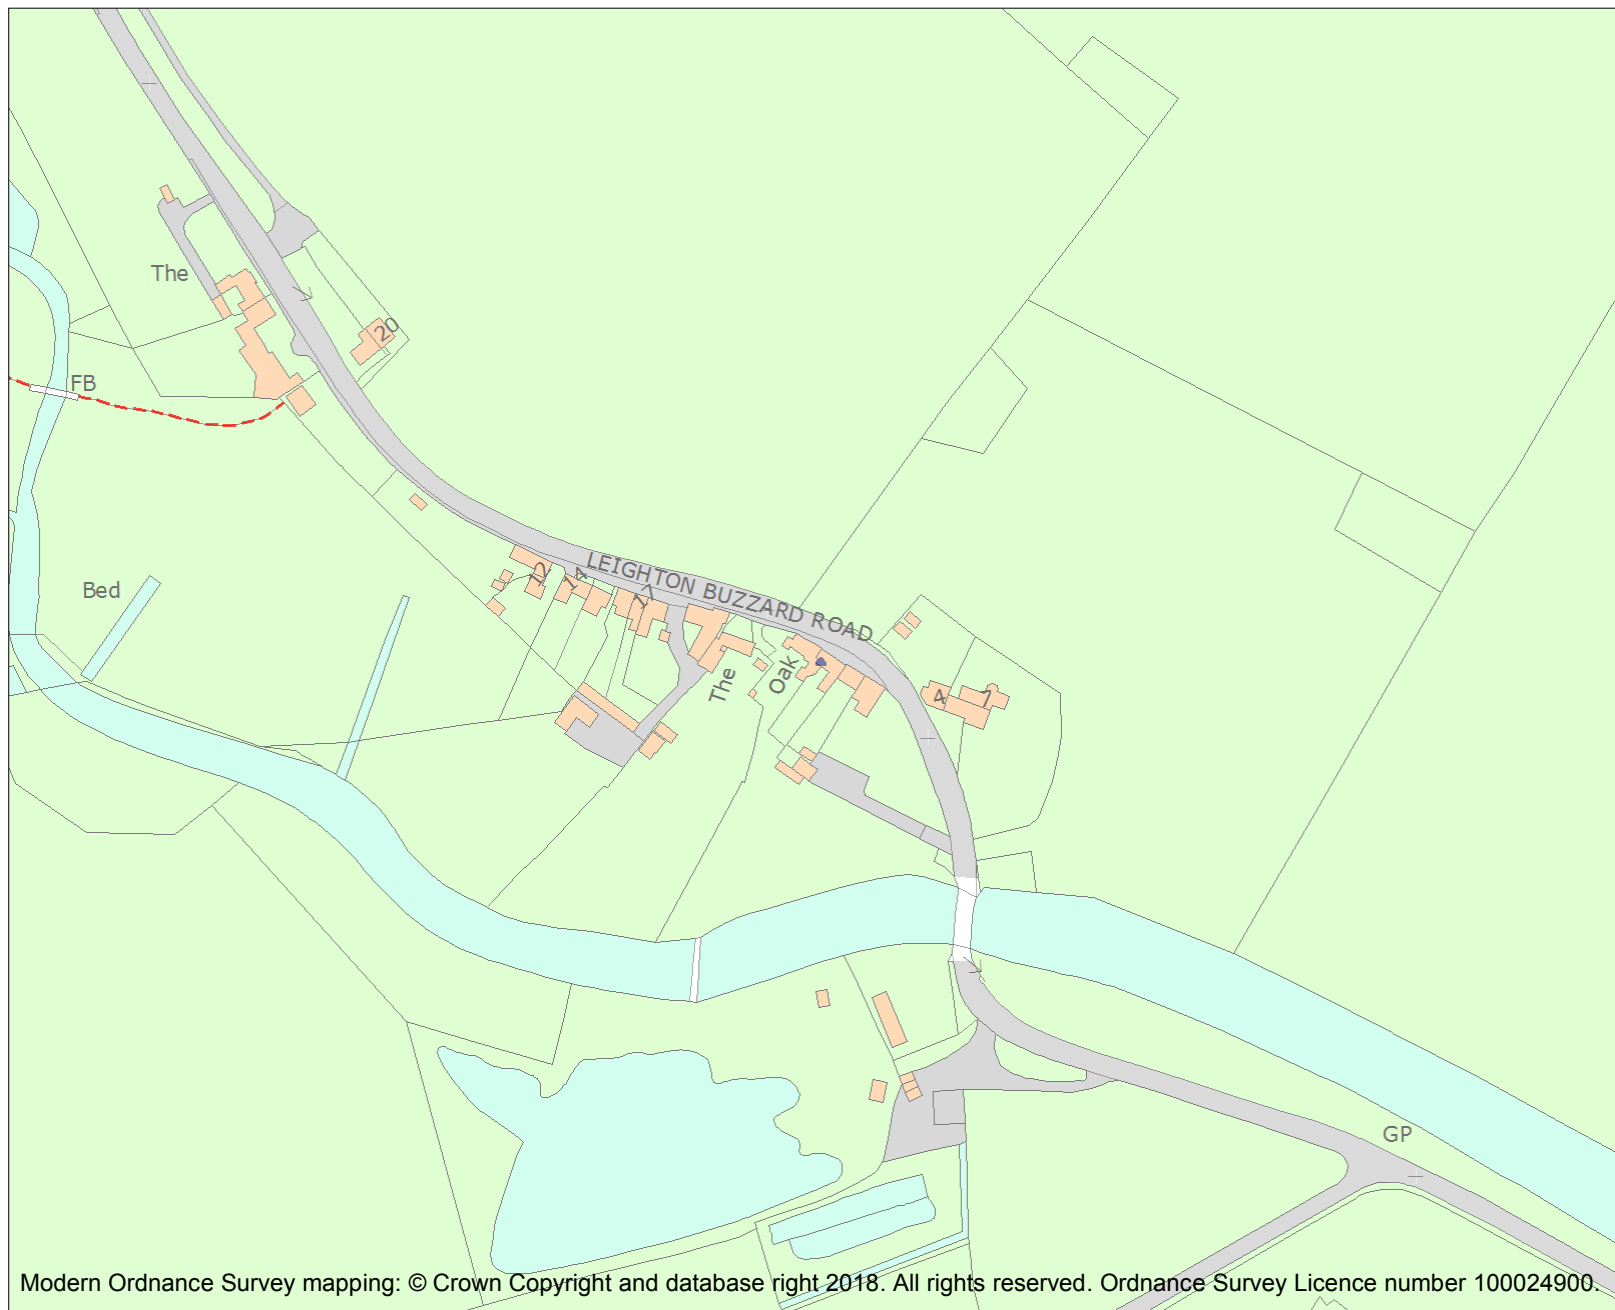 The
20
FB
LEIGHTON BUZZARD ROAD
12
14
17
Bed
The
Oak
4
7
GP
Modern Ordnance Survey mapping: © Crown Copyright and database right 2018. All rights reserved. Ordnance Survey Licence number 100024900.